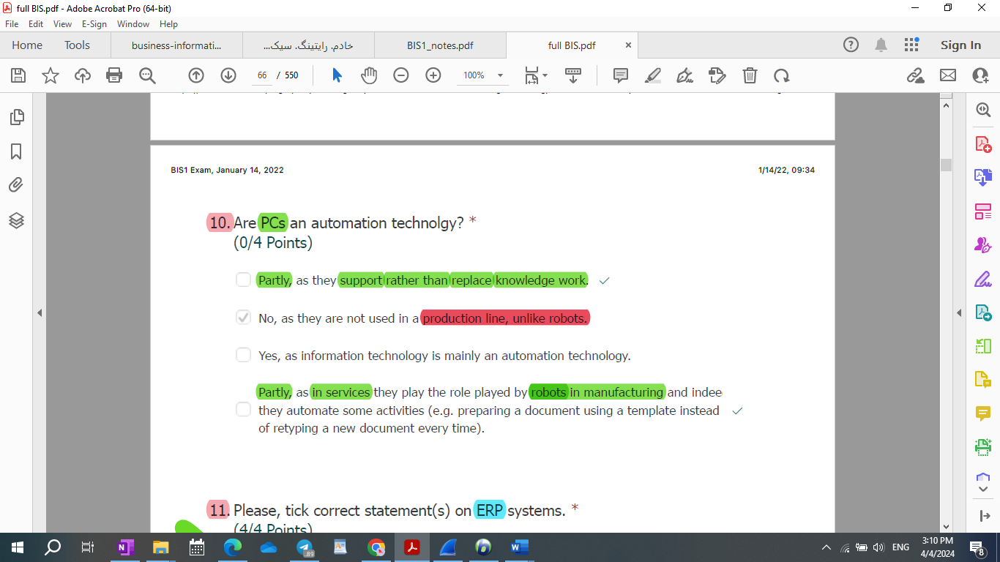 full BIS.pdf - Adobe Acrobat Pro (64-bit)
File Edit View E-Sign Window Help
Home Tools business-informati... خادم. رایتینگ. سیک... BIS1_notes.pdf full BIS.pdf × Sign In
66 / 550 100%
BIS1 Exam, January 14, 2022 1/14/22, 09:34
10. Are PCs an automation technolgy? *
(0/4 Points)
Partly, as they support rather than replace knowledge work.
No, as they are not used in a production line, unlike robots.
Yes, as information technology is mainly an automation technology.
Partly, as in services they play the role played by robots in manufacturing and indee
they automate some activities (e.g. preparing a document using a template instead
of retyping a new document every time).
11. Please, tick correct statement(s) on ERP systems. *
(4/4 Points)
.89 ENG 3:10 PM
4/4/2024 8